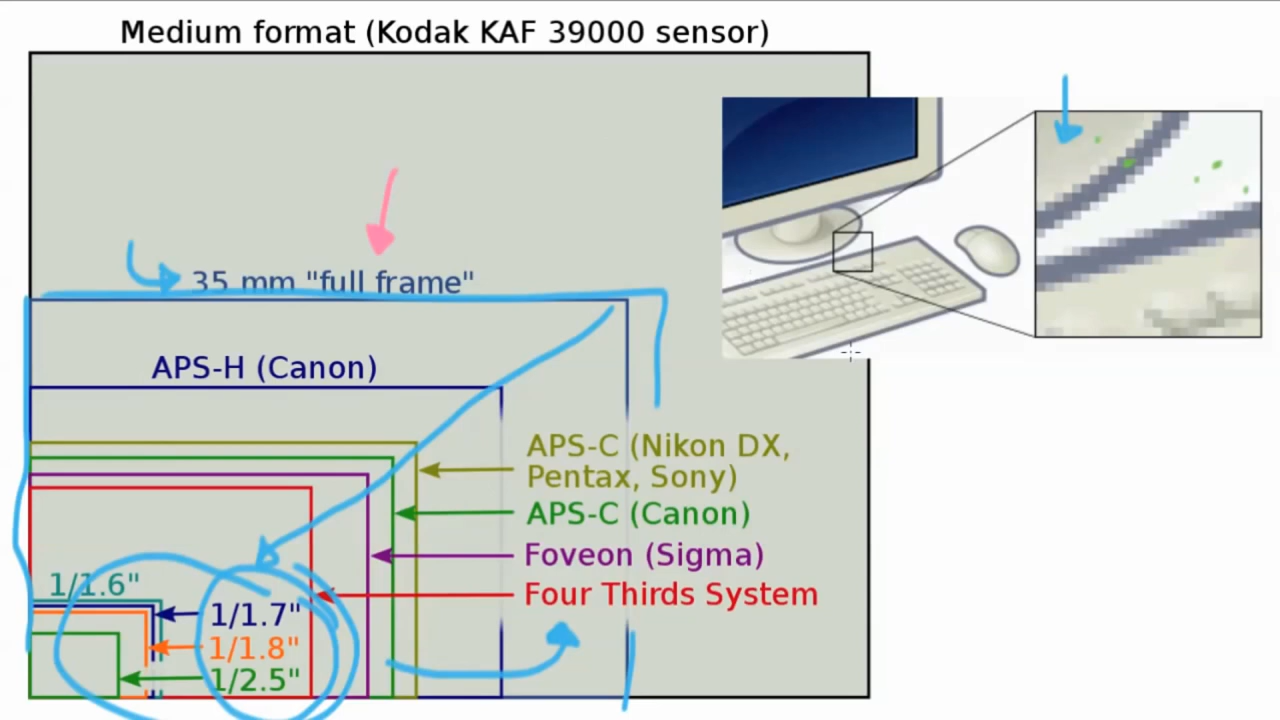 Medium format (Kodak KAF 39000 sensor)
35 mm "full frame"
APS-H (Canon)
APS-C (Nikon DX,
Pentax, Sony)
APS-C (Canon)
Foveon (Sigma)
Four Thirds System
1/1.6"
1/1.7"
1/1.8"
1/2.5"